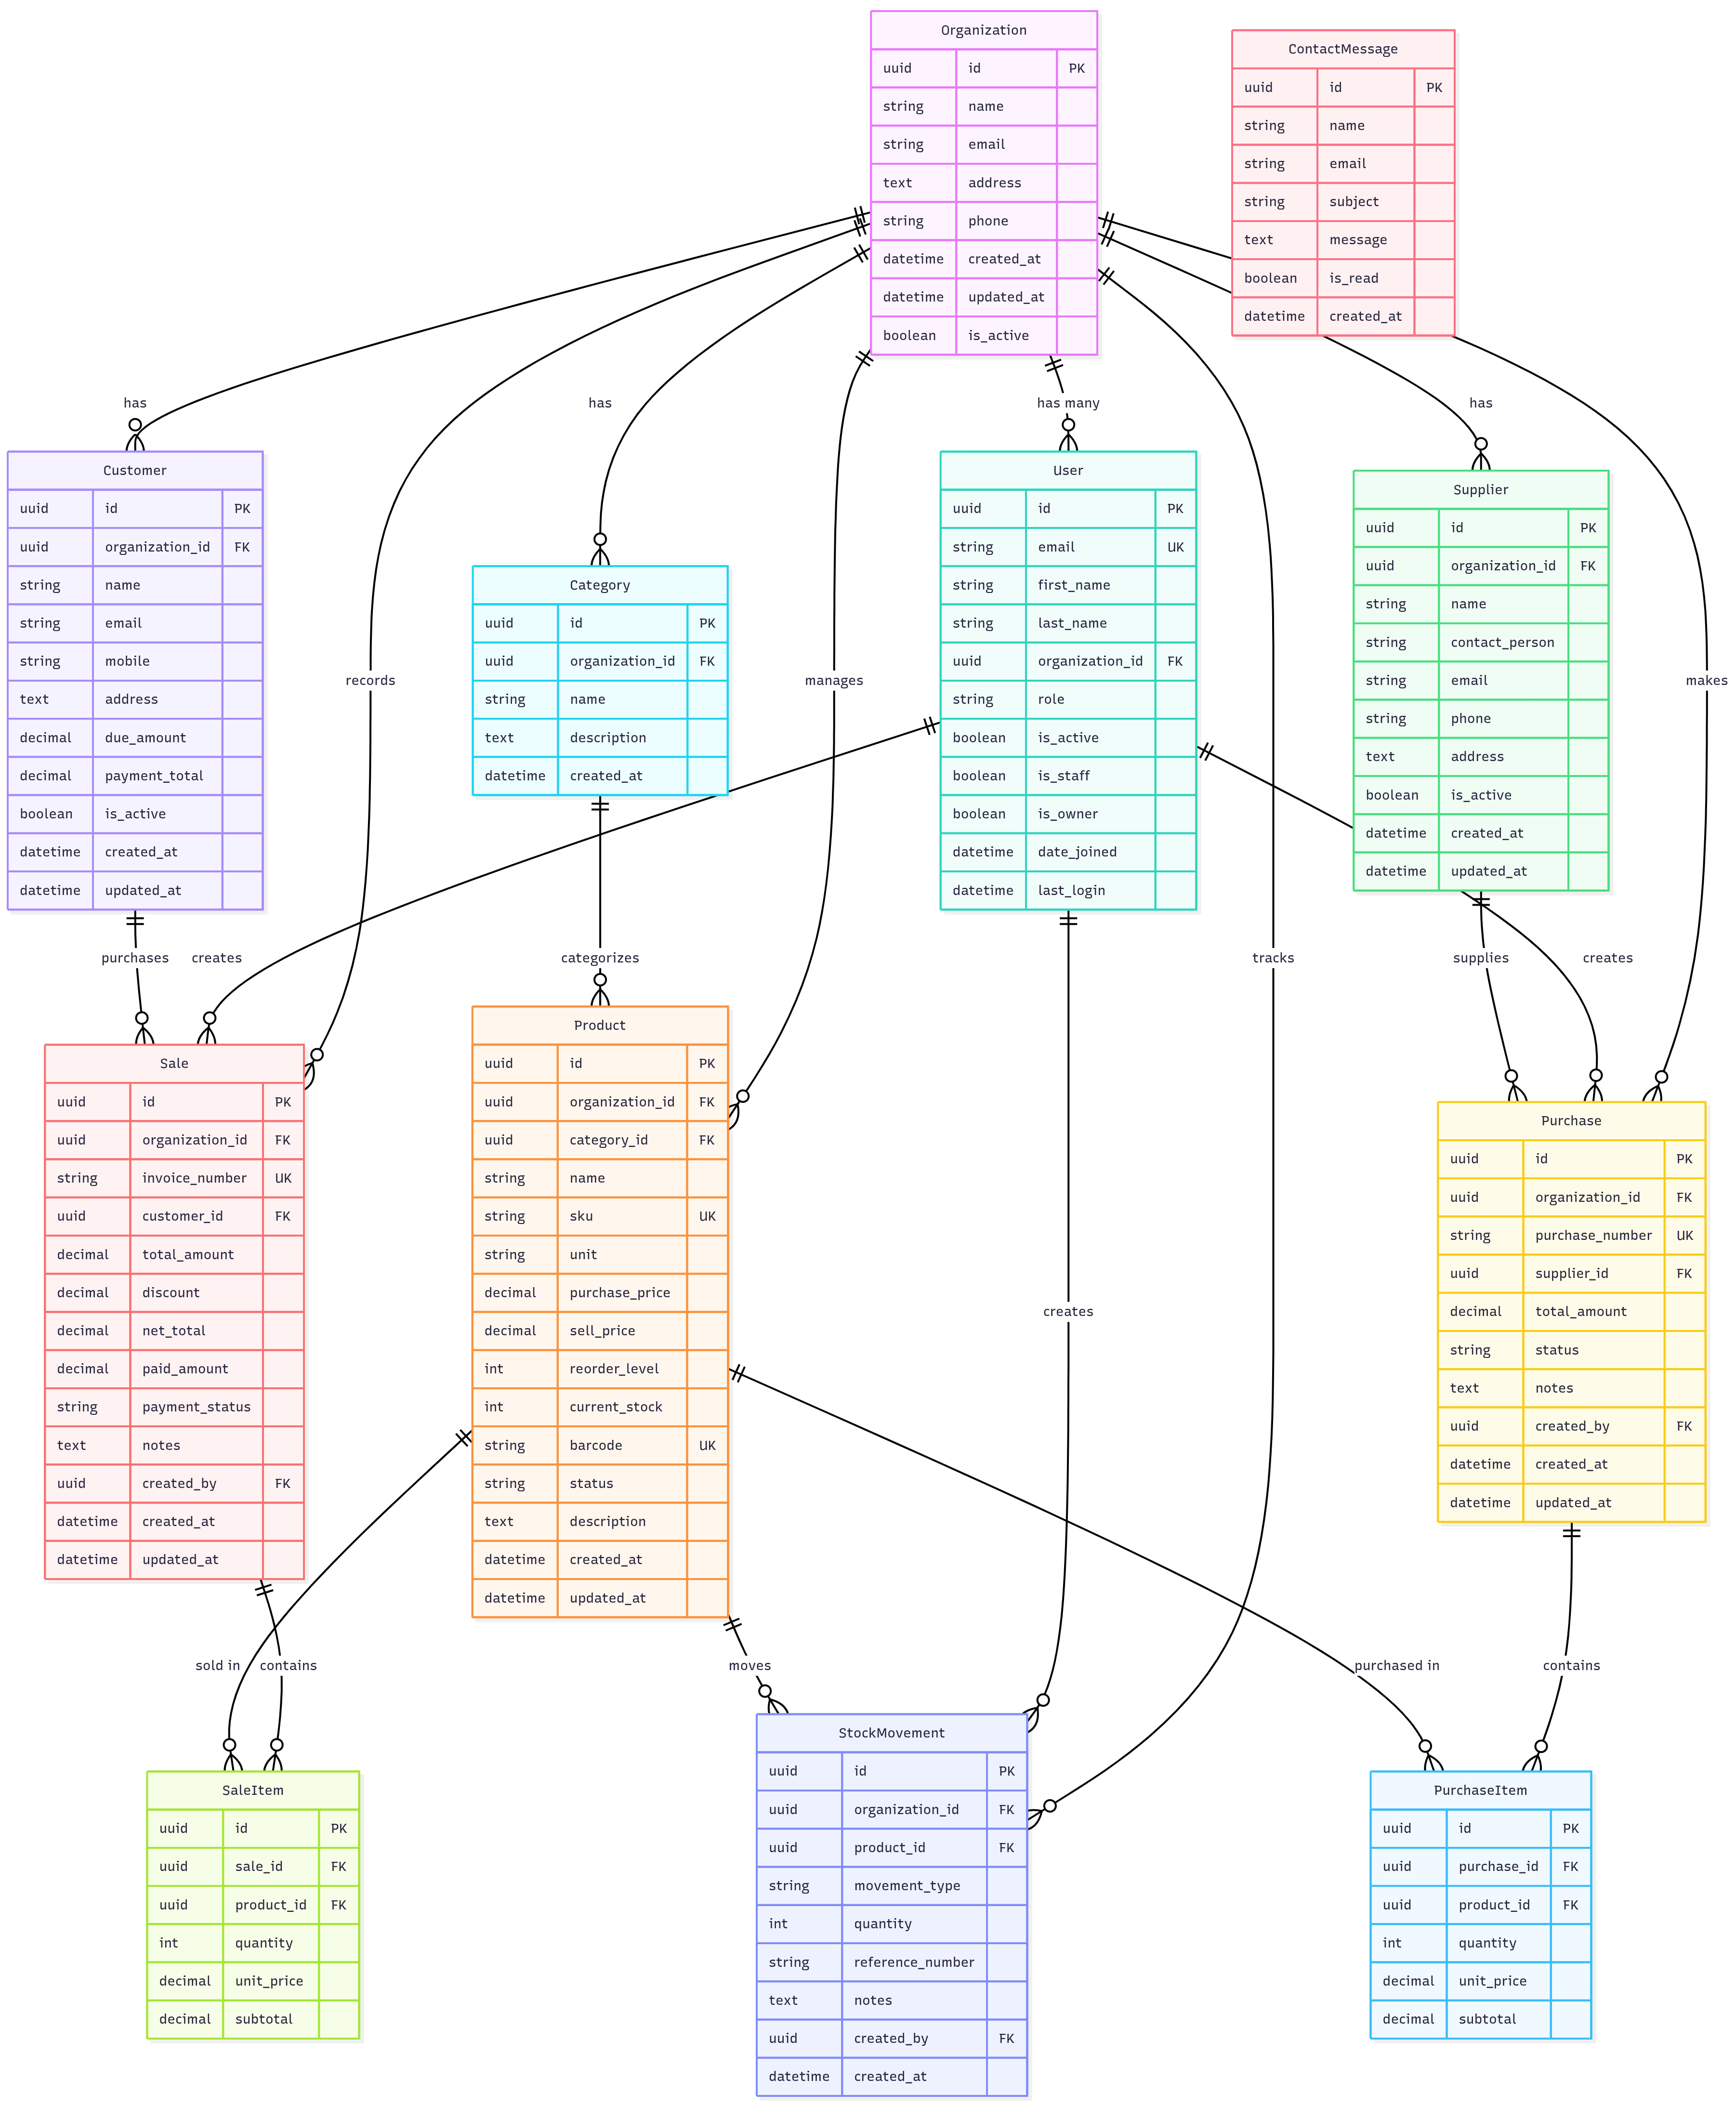 Organization
uuid id PK
string name
string email
text address
string phone
datetime created_at
datetime updated_at
boolean is_active
ContactMessage
uuid id PK
string name
string email
string subject
text message
boolean is_read
datetime created_at
has
has
has many
has
Customer
uuid id PK
uuid organization_id FK
string name
string email
string mobile
text address
decimal due_amount
decimal payment_total
boolean is_active
datetime created_at
datetime updated_at
records
Category
uuid id PK
uuid organization_id FK
string name
text description
datetime created_at
manages
User
uuid id PK
string email UK
string first_name
string last_name
uuid organization_id FK
string role
boolean is_active
boolean is_staff
boolean is_owner
datetime date_joined
datetime last_login
Supplier
uuid id PK
uuid organization_id FK
string name
string contact_person
string email
string phone
text address
boolean is_active
datetime created_at
datetime updated_at
makes
purchases
creates
categorizes
tracks
supplies
creates
Sale
uuid id PK
uuid organization_id FK
string invoice_number UK
uuid customer_id FK
decimal total_amount
decimal discount
decimal net_total
decimal paid_amount
string payment_status
text notes
uuid created_by FK
datetime created_at
datetime updated_at
Product
uuid id PK
uuid organization_id FK
uuid category_id FK
string name
string sku UK
string unit
decimal purchase_price
decimal sell_price
int reorder_level
int current_stock
string barcode UK
string status
text description
datetime created_at
datetime updated_at
creates
Purchase
uuid id PK
uuid organization_id FK
string purchase_number UK
uuid supplier_id FK
decimal total_amount
string status
text notes
uuid created_by FK
datetime created_at
datetime updated_at
sold in
contains
moves
purchased in
contains
SaleItem
uuid id PK
uuid sale_id FK
uuid product_id FK
int quantity
decimal unit_price
decimal subtotal
StockMovement
uuid id PK
uuid organization_id FK
uuid product_id FK
string movement_type
int quantity
string reference_number
text notes
uuid created_by FK
datetime created_at
PurchaseItem
uuid id PK
uuid purchase_id FK
uuid product_id FK
int quantity
decimal unit_price
decimal subtotal